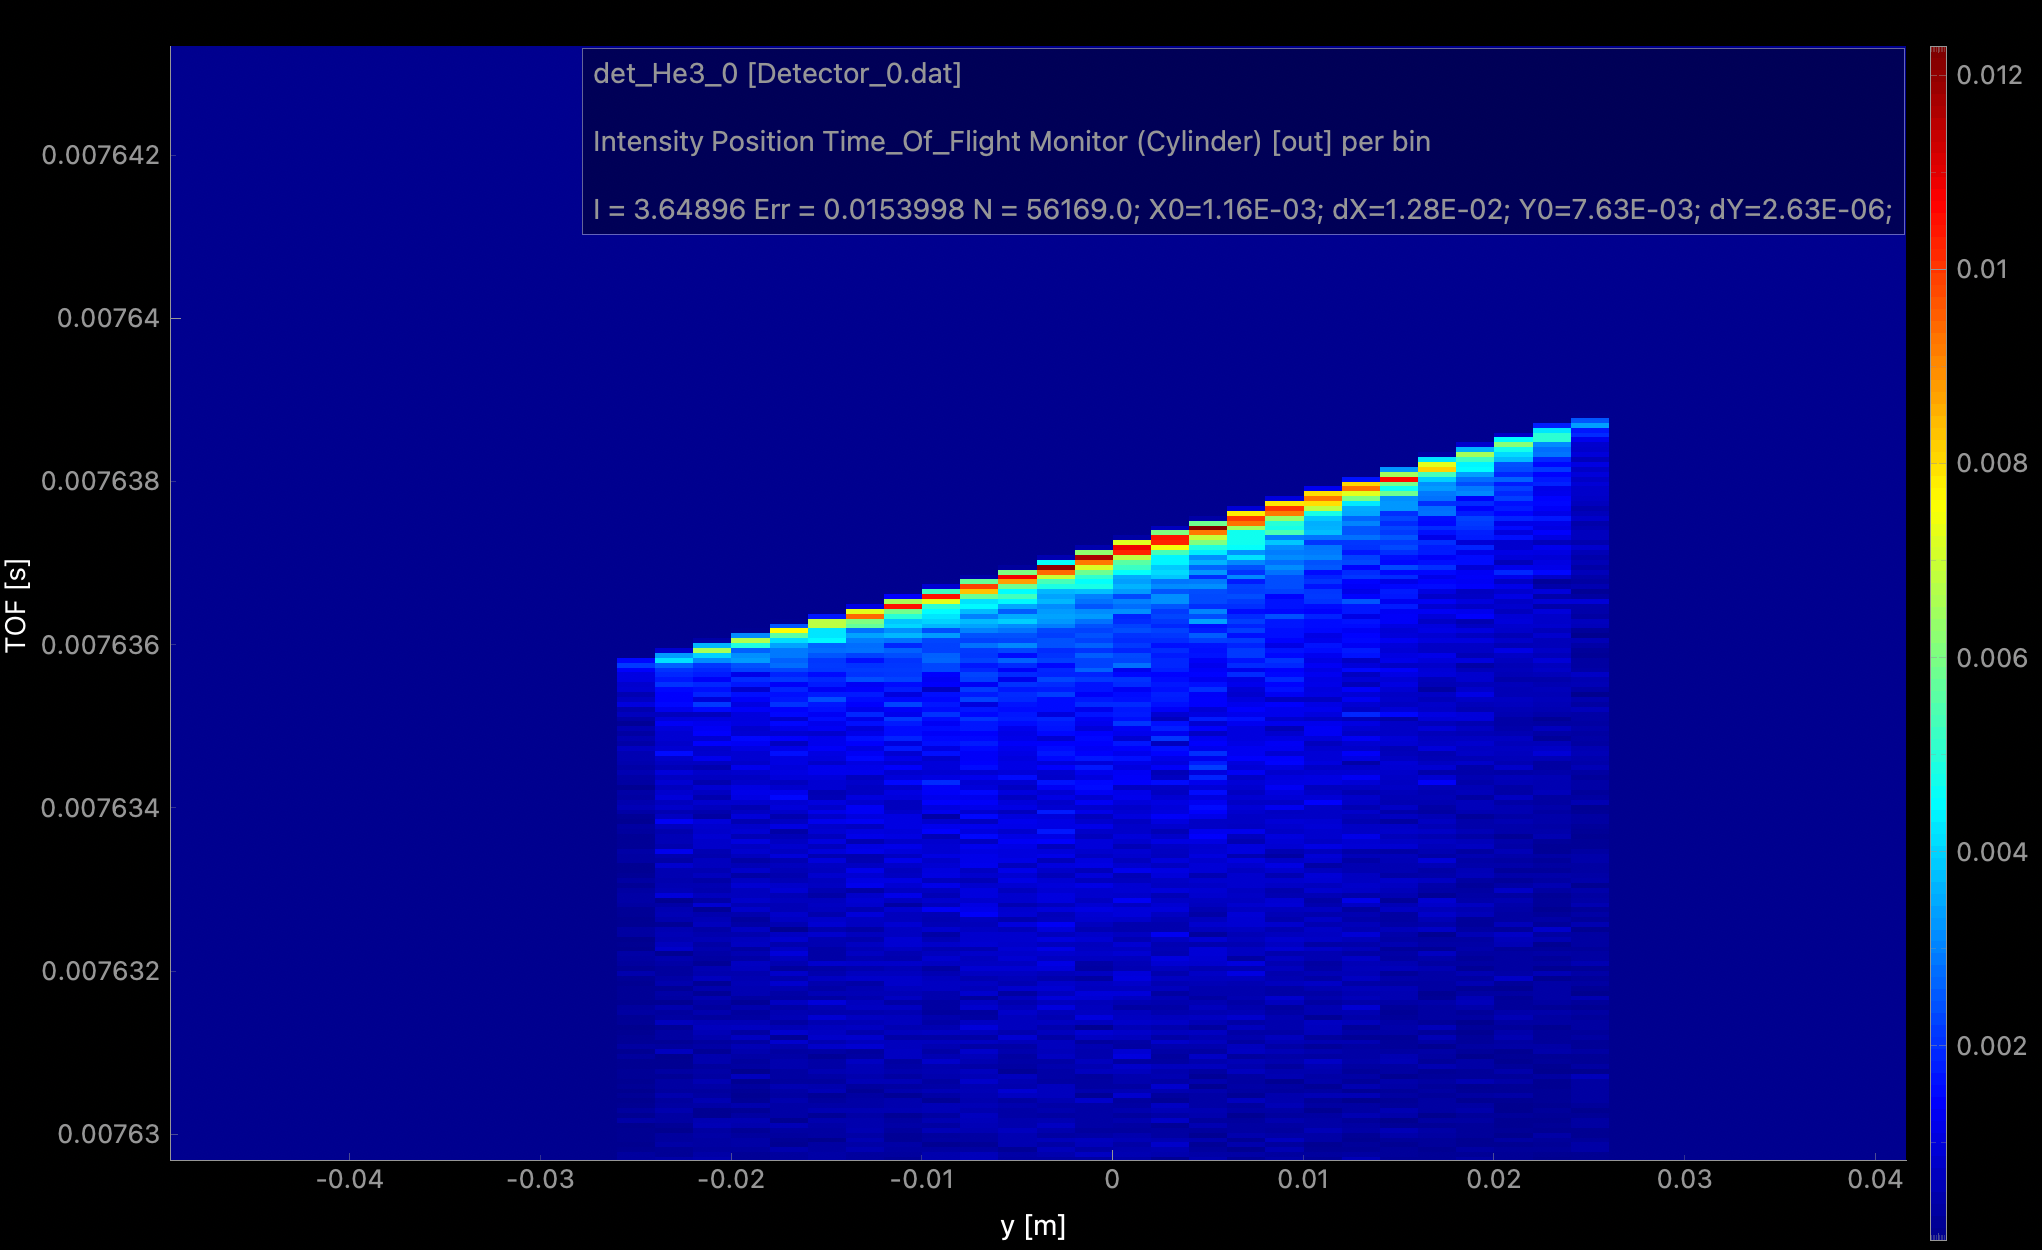 det_He3_0 [Detector_0.dat]
Intensity Position Time_Of_Flight Monitor (Cylinder) [out] per bin
I = 3.64896 Err = 0.0153998 N = 56169.0; X0=1.16E-03; dX=1.28E-02; Y0=7.63E-03; dY=2.63E-06;
0.007642
0.00764
0.007638
0.007636
0.007634
0.007632
0.00763
TOF [s]
-0.04 -0.03 -0.02 -0.01 0 0.01 0.02 0.03 0.04
y [m]
0.012
0.01
0.008
0.006
0.004
0.002